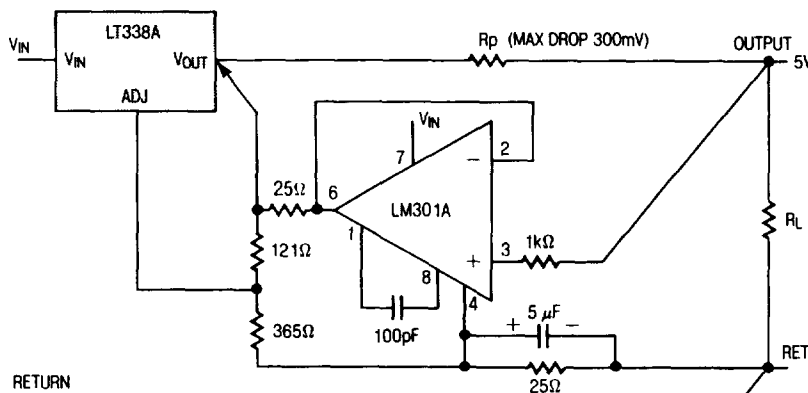 LT338A
Rp (MAX DROP 300mV)
OUTPUT
VIN
VIN
VOUT
5V
ADJ
VIN
2
7
−
25Ω
6
LM301A
RL
1
1kΩ
3
+
121Ω
8
4
5 μF
+
−
100pF
365Ω
25Ω
RET
RETURN